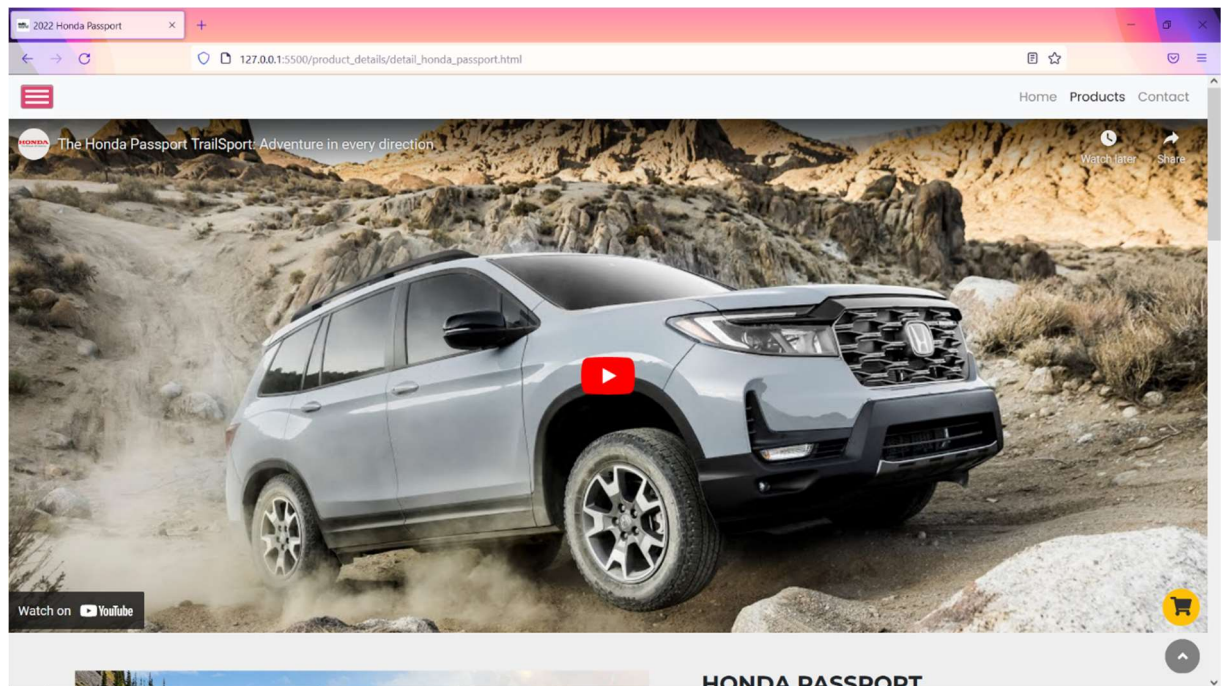 2022 Honda Passport
127.0.0.1:5500/product_details/detail_honda_passport.html
Home Products Contact
HONDA The Honda Passport TrailSport: Adventure in every direction
Watch later Share
Watch on YouTube
HONDA PASSPORT